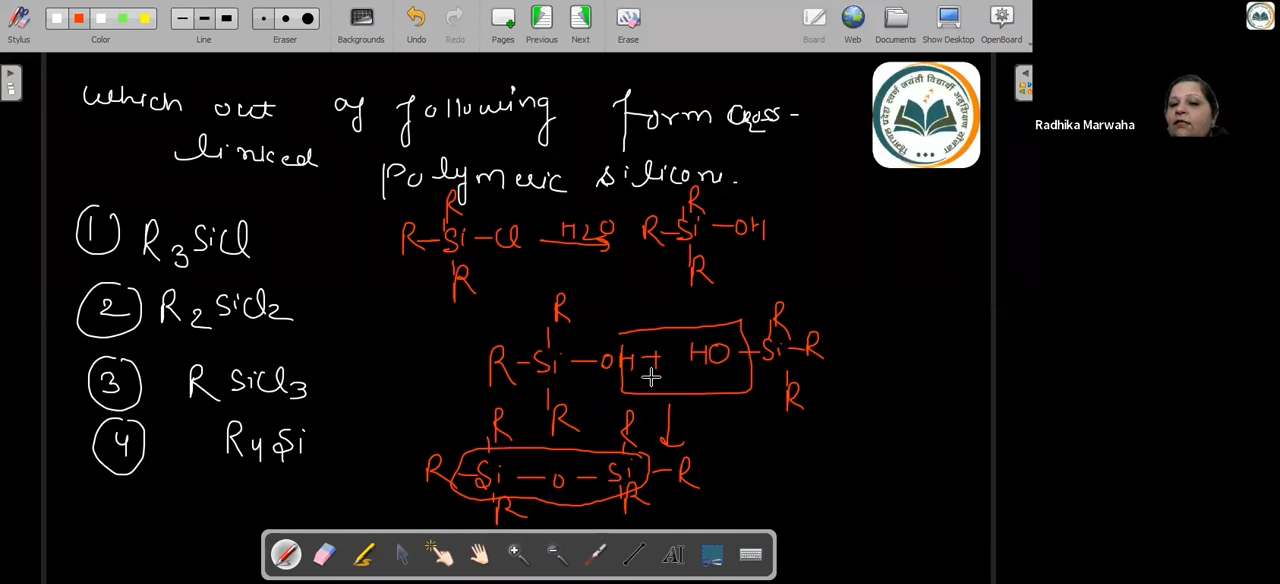 Stylus
Color
Line
Eraser
Backgrounds
Undo
Redo
Pages
Previous
Next
Erase
Board
Web
Documents
Show Desktop
OpenBoard
Radhika Marwaha
which out of following form cross-
linked
polymeric silicon.
1 R3SiCl
2 R2SiCl2
3 RSiCl3
4 R4Si
R
R-Si-Cl H2O
R
R
R-Si-OH
R
R
R-Si-OH + HO-Si-R
R
R
R
R R
R-Si-O-Si-R
R R
AI